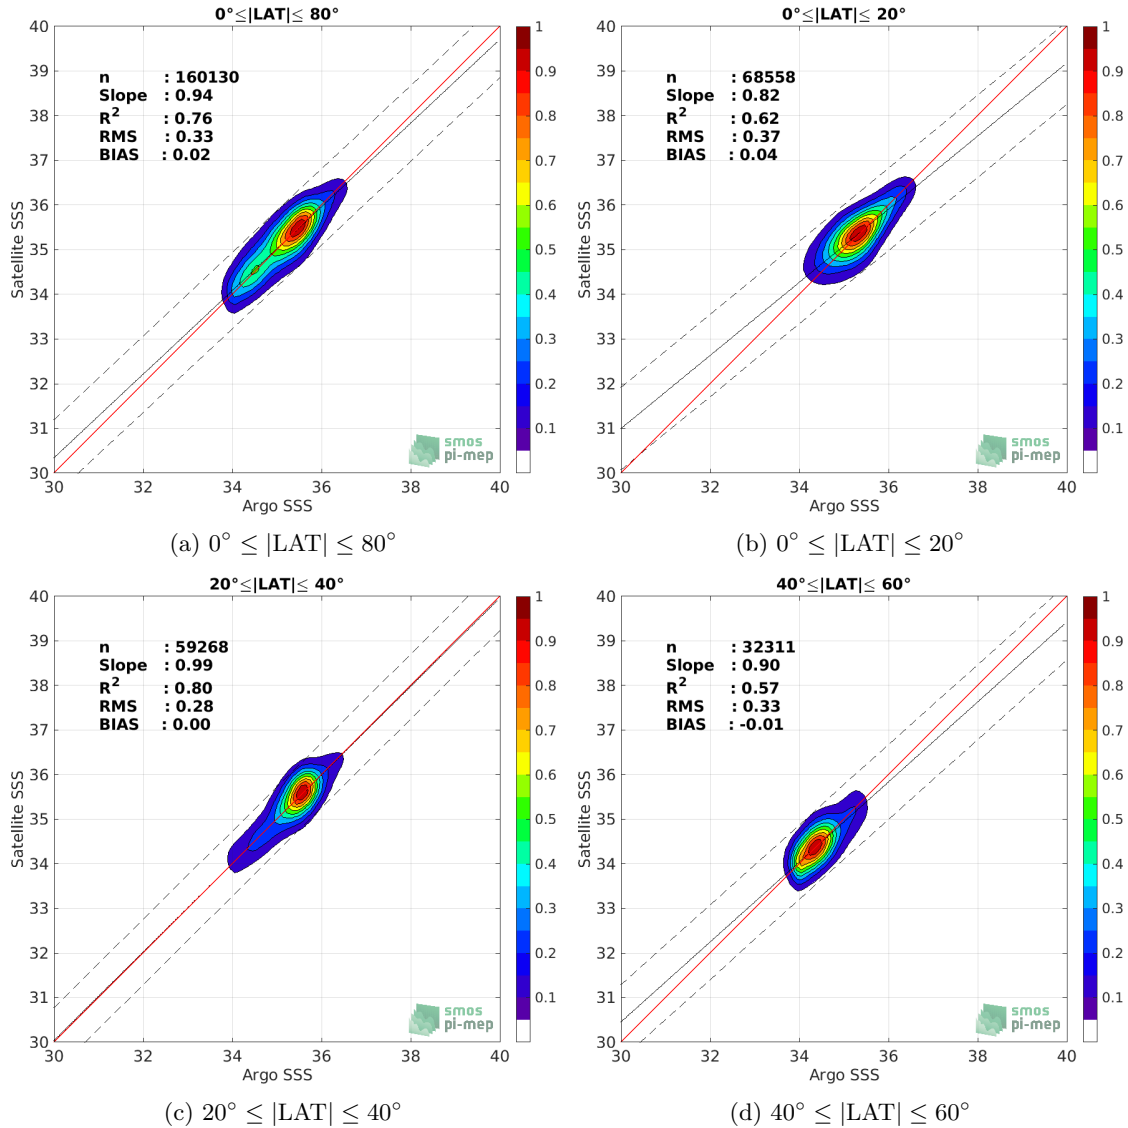 0°≤|LAT|≤ 80°
n : 160130
Slope : 0.94
R² : 0.76
RMS : 0.33
BIAS : 0.02
40
39
38
37
36
35
34
33
32
31
30
30 32 34 36 38 40
Satellite SSS
Argo SSS
1
0.9
0.8
0.7
0.6
0.5
0.4
0.3
0.2
0.1
smos
pi-mep
(a) 0° ≤ |LAT| ≤ 80°
0°≤|LAT|≤ 20°
n : 68558
Slope : 0.82
R² : 0.62
RMS : 0.37
BIAS : 0.04
40
39
38
37
36
35
34
33
32
31
30
30 32 34 36 38 40
Satellite SSS
Argo SSS
1
0.9
0.8
0.7
0.6
0.5
0.4
0.3
0.2
0.1
smos
pi-mep
(b) 0° ≤ |LAT| ≤ 20°
20°≤|LAT|≤ 40°
n : 59268
Slope : 0.99
R² : 0.80
RMS : 0.28
BIAS : 0.00
40
39
38
37
36
35
34
33
32
31
30
30 32 34 36 38 40
Satellite SSS
Argo SSS
1
0.9
0.8
0.7
0.6
0.5
0.4
0.3
0.2
0.1
smos
pi-mep
(c) 20° ≤ |LAT| ≤ 40°
40°≤|LAT|≤ 60°
n : 32311
Slope : 0.90
R² : 0.57
RMS : 0.33
BIAS : -0.01
40
39
38
37
36
35
34
33
32
31
30
30 32 34 36 38 40
Satellite SSS
Argo SSS
1
0.9
0.8
0.7
0.6
0.5
0.4
0.3
0.2
0.1
smos
pi-mep
(d) 40° ≤ |LAT| ≤ 60°